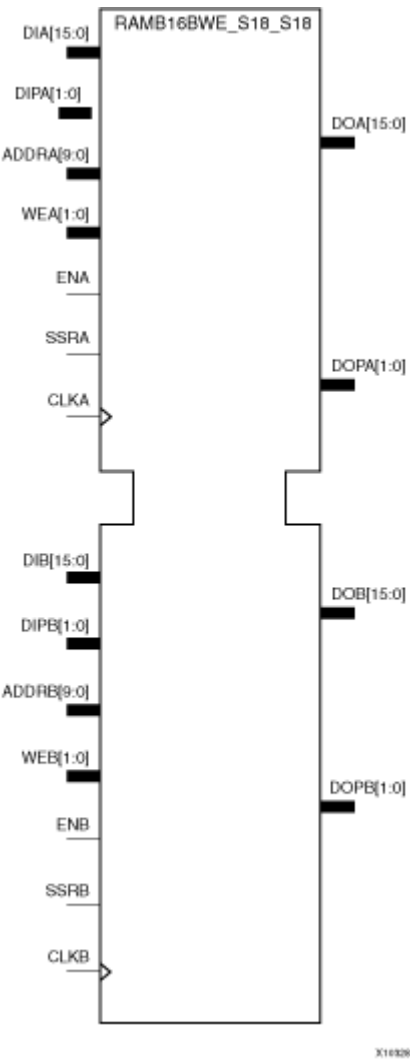 RAMB16BWE_S18_S18
DIA[15:0]
DIPA[1:0]
ADDRA[9:0]
WEA[1:0]
ENA
SSRA
CLKA
DOA[15:0]
DOPA[1:0]
DIB[15:0]
DIPB[1:0]
ADDRB[9:0]
WEB[1:0]
ENB
SSRB
CLKB
DOB[15:0]
DOPB[1:0]